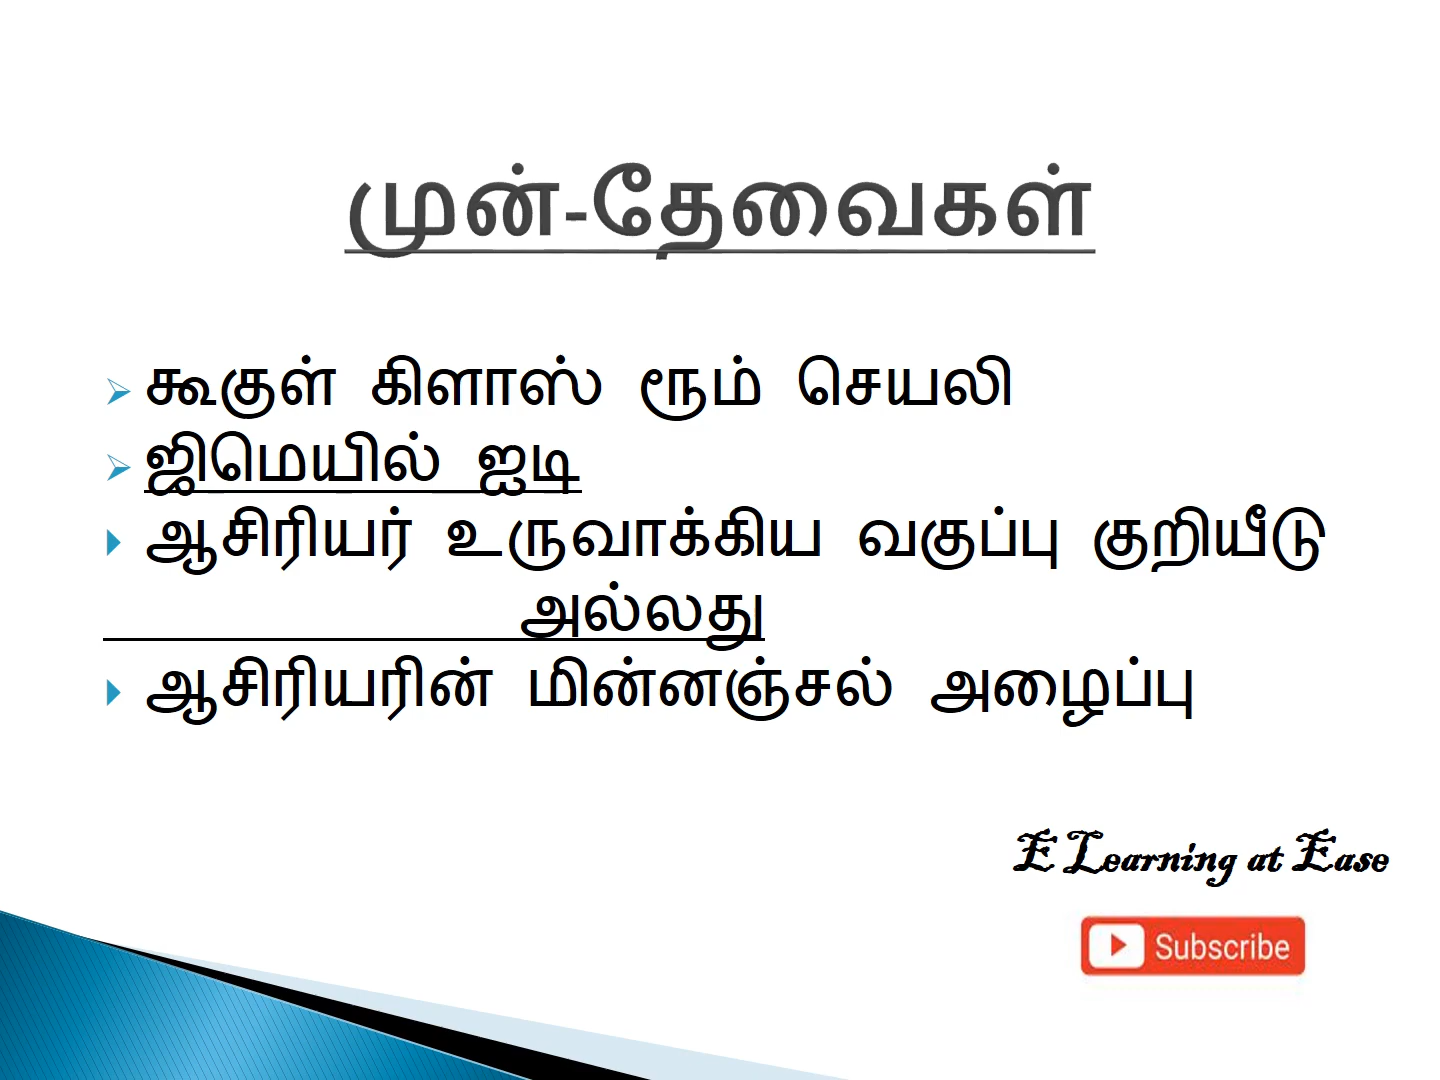 முன்-தேவைகள்
கூகுள் கிளாஸ் ரூம் செயலி
ஜிமெயில் ஐடி
ஆசிரியர் உருவாக்கிய வகுப்பு குறியீடு
அல்லது
ஆசிரியரின் மின்னஞ்சல் அழைப்பு
E Learning at Ease
Subscribe